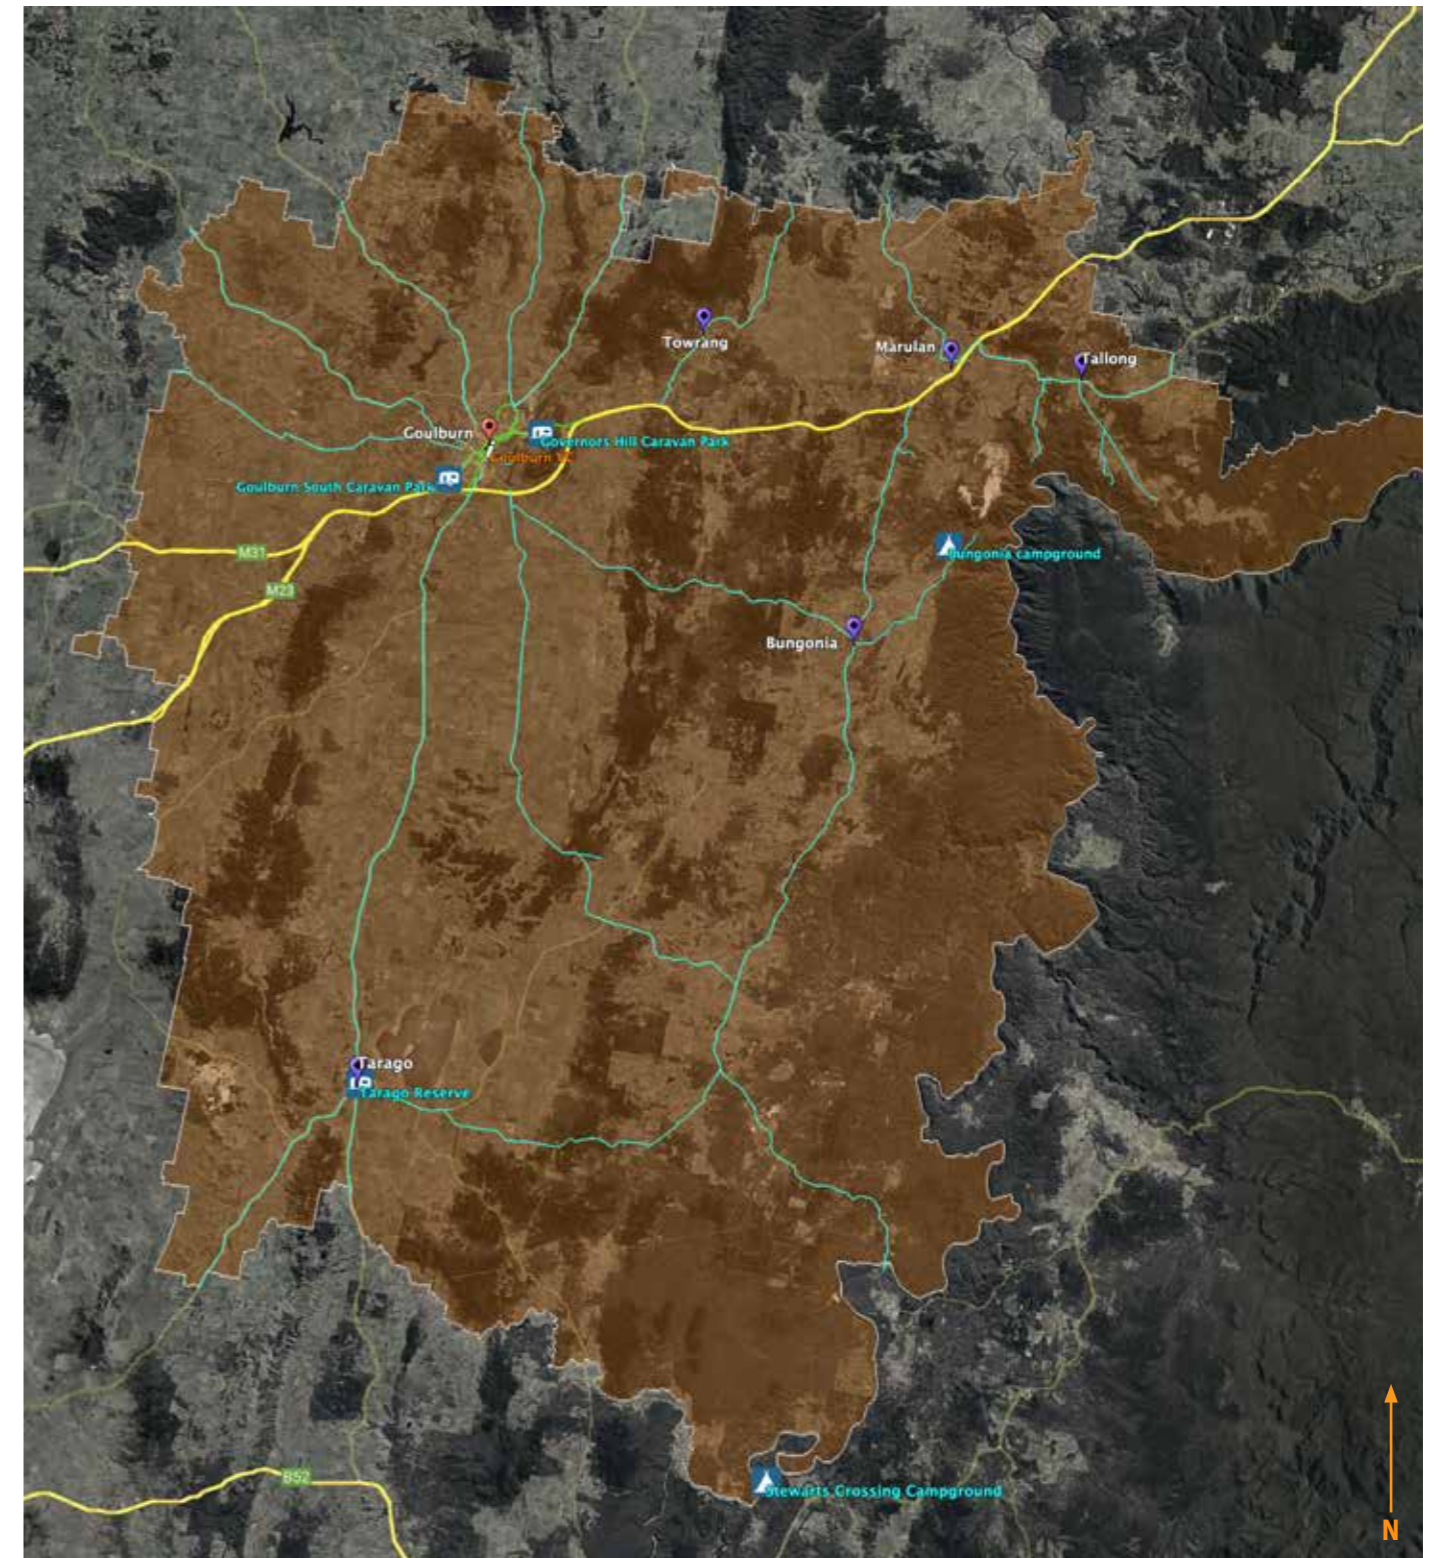 Towrang
Marulan
Tallong
Goulburn
Governors Hill Caravan Park
Goulburn South Caravan Park
M31
Bungonia campground
M23
Bungonia
Tarago
Tarago Reserve
B52
Stewarts Crossing Campground
N